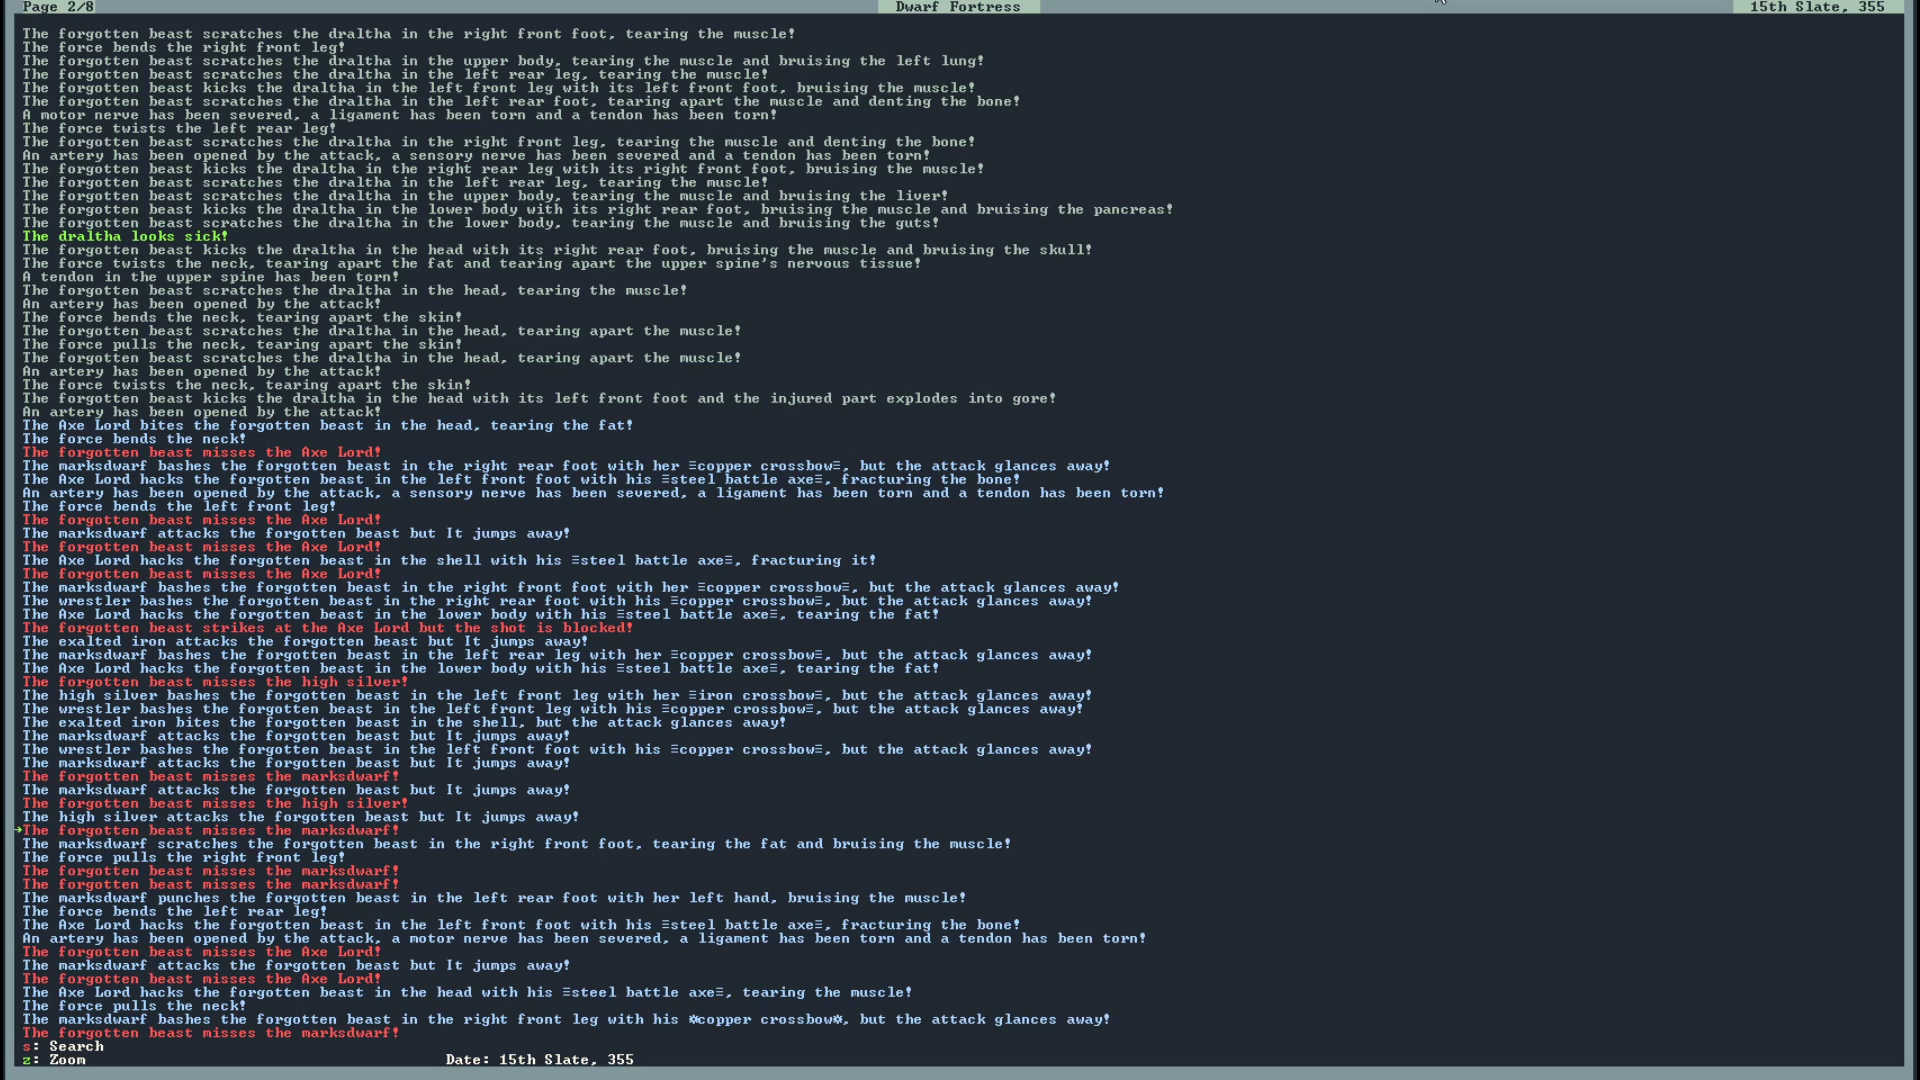 Page 2/8
Dwarf Fortress
15th Slate, 355
The forgotten beast scratches the draltha in the right front foot, tearing the muscle!
The force bends the right front leg!
The forgotten beast scratches the draltha in the upper body, tearing the muscle and bruising the left lung!
The forgotten beast scratches the draltha in the left rear leg, tearing the muscle!
The forgotten beast kicks the draltha in the left front leg with its left front foot, bruising the muscle!
The forgotten beast scratches the draltha in the left rear foot, tearing apart the muscle and denting the bone!
A motor nerve has been severed, a ligament has been torn and a tendon has been torn!
The force twists the left rear leg!
The forgotten beast scratches the draltha in the right front leg, tearing the muscle and denting the bone!
An artery has been opened by the attack, a sensory nerve has been severed and a tendon has been torn!
The forgotten beast kicks the draltha in the right rear leg with its right front foot, bruising the muscle!
The forgotten beast scratches the draltha in the left rear leg, tearing the muscle!
The forgotten beast scratches the draltha in the upper body, tearing the muscle and bruising the liver!
The forgotten beast kicks the draltha in the lower body with its right rear foot, bruising the muscle and bruising the pancreas!
The forgotten beast scratches the draltha in the lower body, tearing the muscle and bruising the guts!
The draltha looks sick!
The forgotten beast kicks the draltha in the head with its right rear foot, bruising the muscle and bruising the skull!
The force twists the neck, tearing apart the fat and tearing apart the upper spine's nervous tissue!
A tendon in the upper spine has been torn!
The forgotten beast scratches the draltha in the head, tearing the muscle!
An artery has been opened by the attack!
The force bends the neck, tearing apart the skin!
The forgotten beast scratches the draltha in the head, tearing apart the muscle!
The force pulls the neck, tearing apart the skin!
The forgotten beast scratches the draltha in the head, tearing apart the muscle!
An artery has been opened by the attack!
The force twists the neck, tearing apart the skin!
The forgotten beast kicks the draltha in the head with its left front foot and the injured part explodes into gore!
An artery has been opened by the attack!
The Axe Lord bites the forgotten beast in the head, tearing the fat!
The force bends the neck!
The forgotten beast misses the Axe Lord!
The marksdwarf bashes the forgotten beast in the right rear foot with her ≡copper crossbow≡, but the attack glances away!
The Axe Lord hacks the forgotten beast in the left front foot with his ≡steel battle axe≡, fracturing the bone!
An artery has been opened by the attack, a sensory nerve has been severed, a ligament has been torn and a tendon has been torn!
The force bends the left front leg!
The forgotten beast misses the Axe Lord!
The marksdwarf attacks the forgotten beast but It jumps away!
The forgotten beast misses the Axe Lord!
The Axe Lord hacks the forgotten beast in the shell with his ≡steel battle axe≡, fracturing it!
The forgotten beast misses the Axe Lord!
The marksdwarf bashes the forgotten beast in the right front foot with her ≡copper crossbow≡, but the attack glances away!
The wrestler bashes the forgotten beast in the right rear foot with his ≡copper crossbow≡, but the attack glances away!
The Axe Lord hacks the forgotten beast in the lower body with his ≡steel battle axe≡, tearing the fat!
The forgotten beast strikes at the Axe Lord but the shot is blocked!
The exalted iron attacks the forgotten beast but It jumps away!
The marksdwarf bashes the forgotten beast in the left rear leg with her ≡copper crossbow≡, but the attack glances away!
The Axe Lord hacks the forgotten beast in the lower body with his ≡steel battle axe≡, tearing the fat!
The forgotten beast misses the high silver!
The high silver bashes the forgotten beast in the left front leg with her ≡iron crossbow≡, but the attack glances away!
The wrestler bashes the forgotten beast in the left front leg with his ≡copper crossbow≡, but the attack glances away!
The exalted iron bites the forgotten beast in the shell, but the attack glances away!
The marksdwarf attacks the forgotten beast but It jumps away!
The wrestler bashes the forgotten beast in the left front foot with his ≡copper crossbow≡, but the attack glances away!
The marksdwarf attacks the forgotten beast but It jumps away!
The forgotten beast misses the marksdwarf!
The marksdwarf attacks the forgotten beast but It jumps away!
The forgotten beast misses the high silver!
The high silver attacks the forgotten beast but It jumps away!
→The forgotten beast misses the marksdwarf!
The marksdwarf scratches the forgotten beast in the right front foot, tearing the fat and bruising the muscle!
The force pulls the right front leg!
The forgotten beast misses the marksdwarf!
The forgotten beast misses the marksdwarf!
The marksdwarf punches the forgotten beast in the left rear foot with her left hand, bruising the muscle!
The force bends the left rear leg!
The Axe Lord hacks the forgotten beast in the left front foot with his ≡steel battle axe≡, fracturing the bone!
An artery has been opened by the attack, a motor nerve has been severed, a ligament has been torn and a tendon has been torn!
The forgotten beast misses the Axe Lord!
The marksdwarf attacks the forgotten beast but It jumps away!
The forgotten beast misses the Axe Lord!
The Axe Lord hacks the forgotten beast in the head with his ≡steel battle axe≡, tearing the muscle!
The force pulls the neck!
The marksdwarf bashes the forgotten beast in the right front leg with his ☼copper crossbow☼, but the attack glances away!
The forgotten beast misses the marksdwarf!
s: Search
z: Zoom
Date: 15th Slate, 355